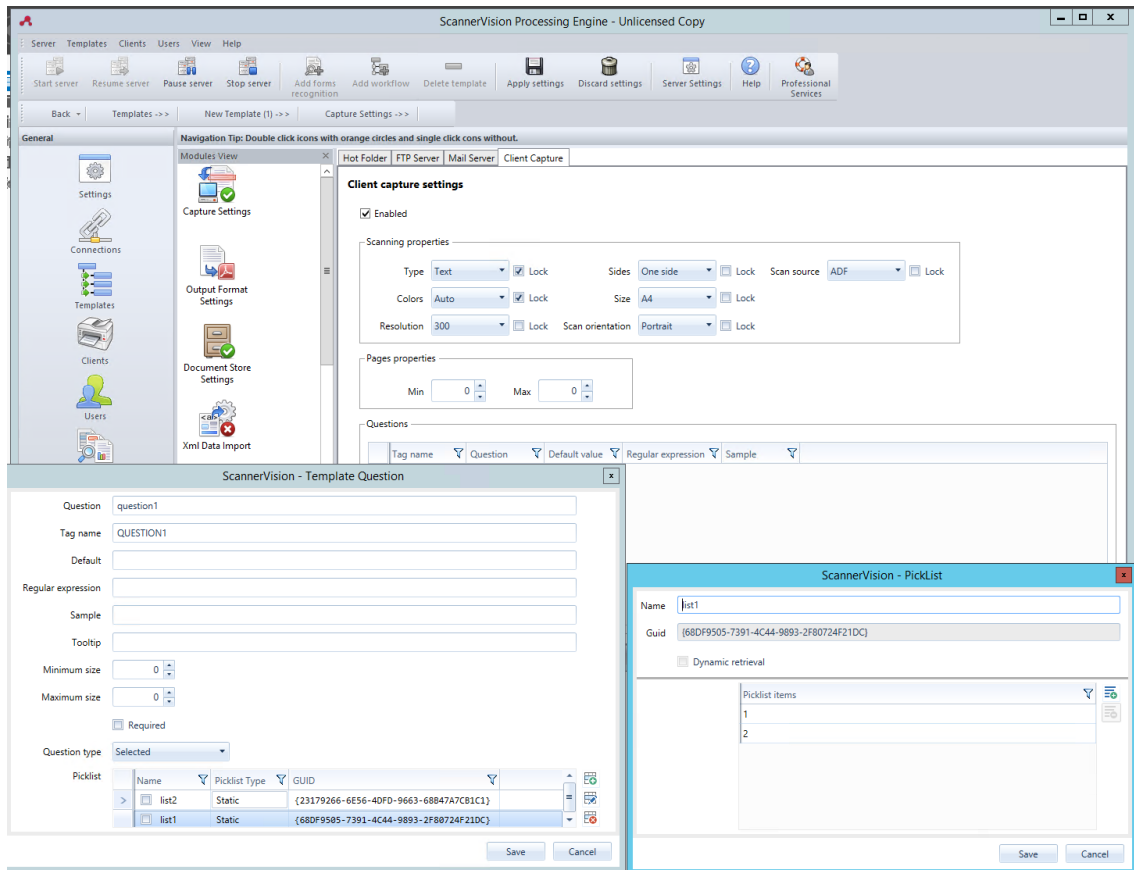 ScannerVision Processing Engine - Unlicensed Copy
Server Templates Clients Users View Help
Start server Resume server Pause server Stop server Add forms recognition Add workflow Delete template Apply settings Discard settings Server Settings Help Professional Services
Back Templates ->> New Template (1) ->> Capture Settings ->>
General
Navigation Tip: Double click icons with orange circles and single click cons without.
Settings
Connections
Templates
Clients
Users
Modules View
Capture Settings
Output Format
Settings
Document Store
Settings
Xml Data Import
Hot Folder FTP Server Mail Server Client Capture
Client capture settings
Enabled
Scanning properties
Type Text Lock Sides One side Lock Scan source ADF Lock
Colors Auto Lock Size A4 Lock
Resolution 300 Lock Scan orientation Portrait Lock
Pages properties
Min 0 Max 0
Questions
Tag name Question Default value Regular expression Sample
ScannerVision - Template Question
Question question1
Tag name QUESTION1
Default
Regular expression
Sample
Tooltip
Minimum size 0
Maximum size 0
Required
Question type Selected
Picklist Name Picklist Type GUID
list2 Static {23179266-6E56-4DFD-9663-68B47A7CB1C1}
list1 Static {68DF9505-7391-4C44-9893-2F80724F21DC}
Save Cancel
ScannerVision - PickList
Name list1
Guid {68DF9505-7391-4C44-9893-2F80724F21DC}
Dynamic retrieval
Picklist items
1
2
Save Cancel